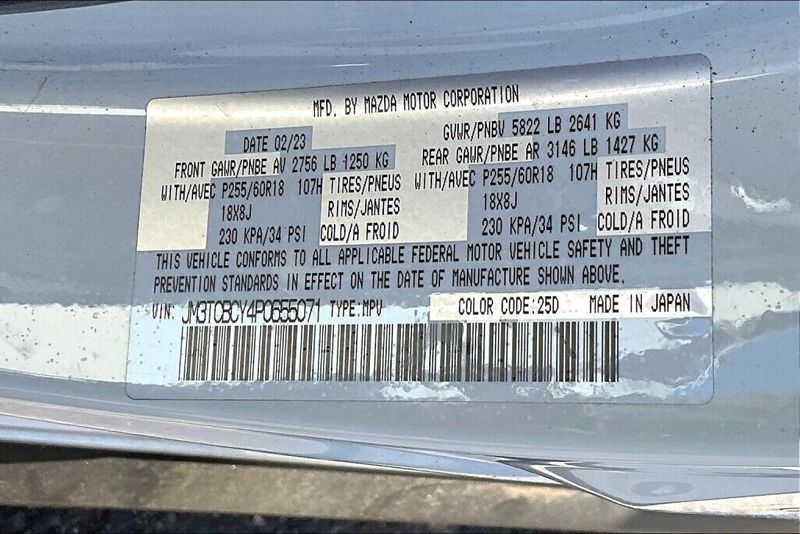 MFD. BY MAZDA MOTOR CORPORATION
DATE 02/23 GVWR/PNBV 5822 LB 2641 KG
FRONT GAWR/PNBE AV 2756 LB 1250 KG REAR GAWR/PNBE AR 3146 LB 1427 KG
WITH/AVEC P255/60R18 107H TIRES/PNEUS WITH/AVEC P255/60R18 107H TIRES/PNEUS
18X8J RIMS/JANTES 18X8J RIMS/JANTES
230 KPA/34 PSI COLD/A FROID 230 KPA/34 PSI COLD/A FROID
THIS VEHICLE CONFORMS TO ALL APPLICABLE FEDERAL MOTOR VEHICLE SAFETY AND THEFT
PREVENTION STANDARDS IN EFFECT ON THE DATE OF MANUFACTURE SHOWN ABOVE.
VIN: JM3TCBCY4P0655071 TYPE:MPV COLOR CODE:25D MADE IN JAPAN